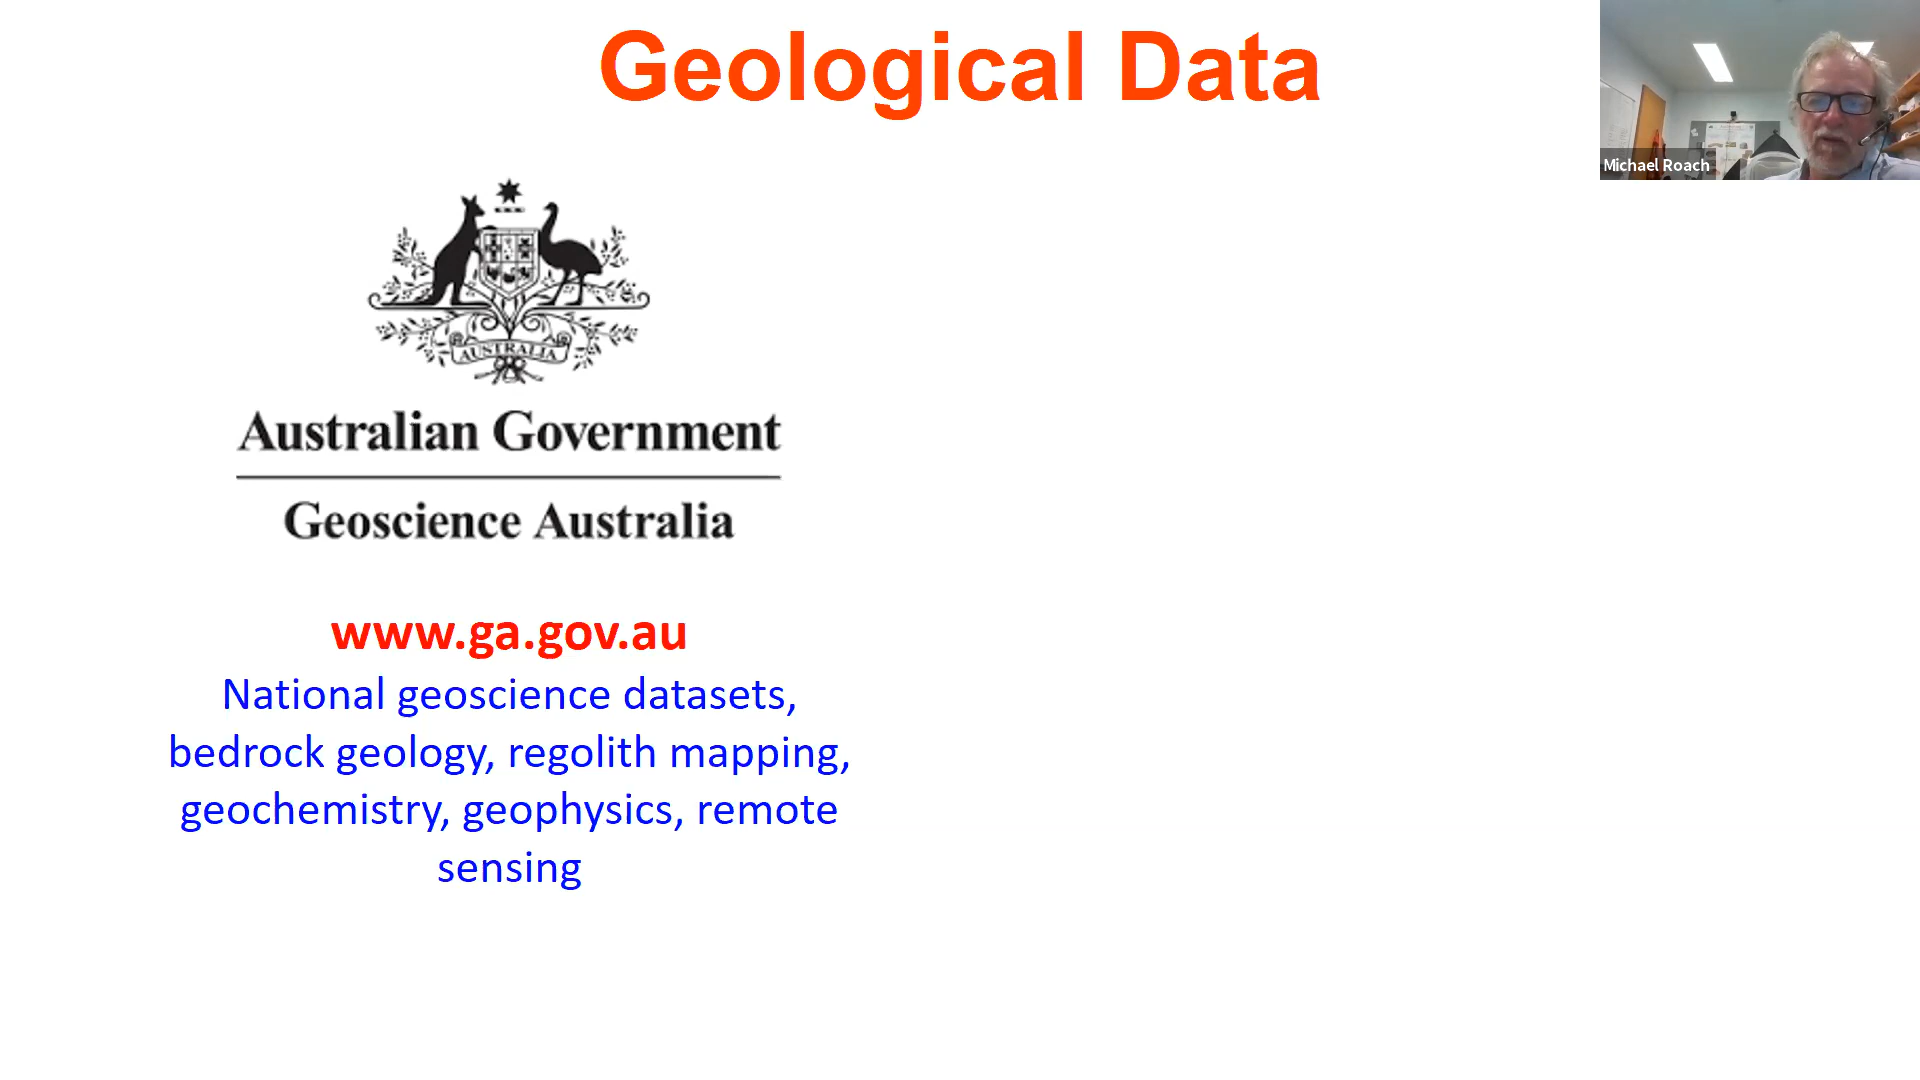 Geological Data
Michael Roach
AUSTRALIA
Australian Government
Geoscience Australia
www.ga.gov.au
National geoscience datasets,
bedrock geology, regolith mapping,
geochemistry, geophysics, remote
sensing